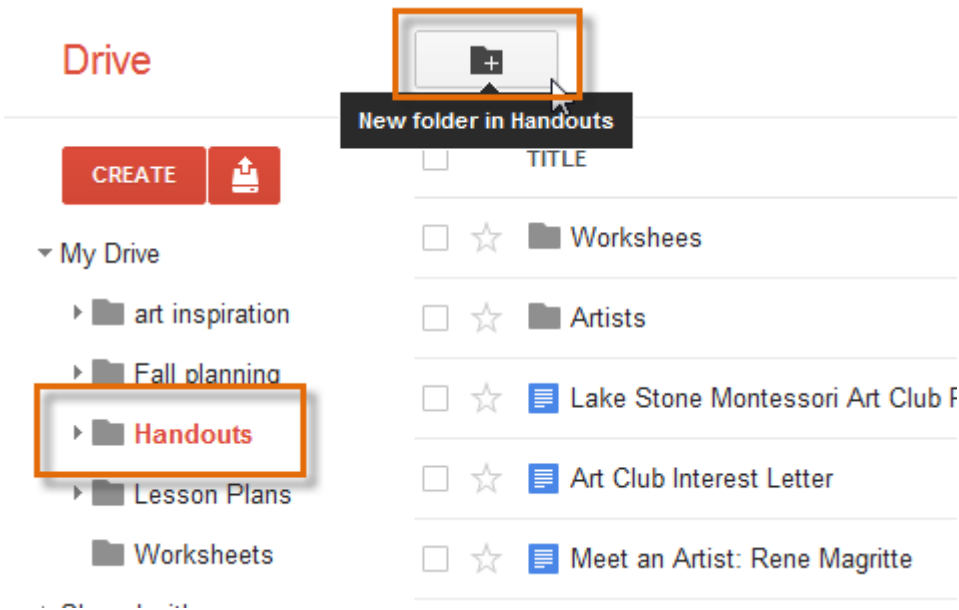 Drive
New folder in Handouts
CREATE
TITLE
My Drive
art inspiration
Fall planning
Handouts
Lesson Plans
Worksheets
Workshees
Artists
Lake Stone Montessori Art Club
Art Club Interest Letter
Meet an Artist: Rene Magritte